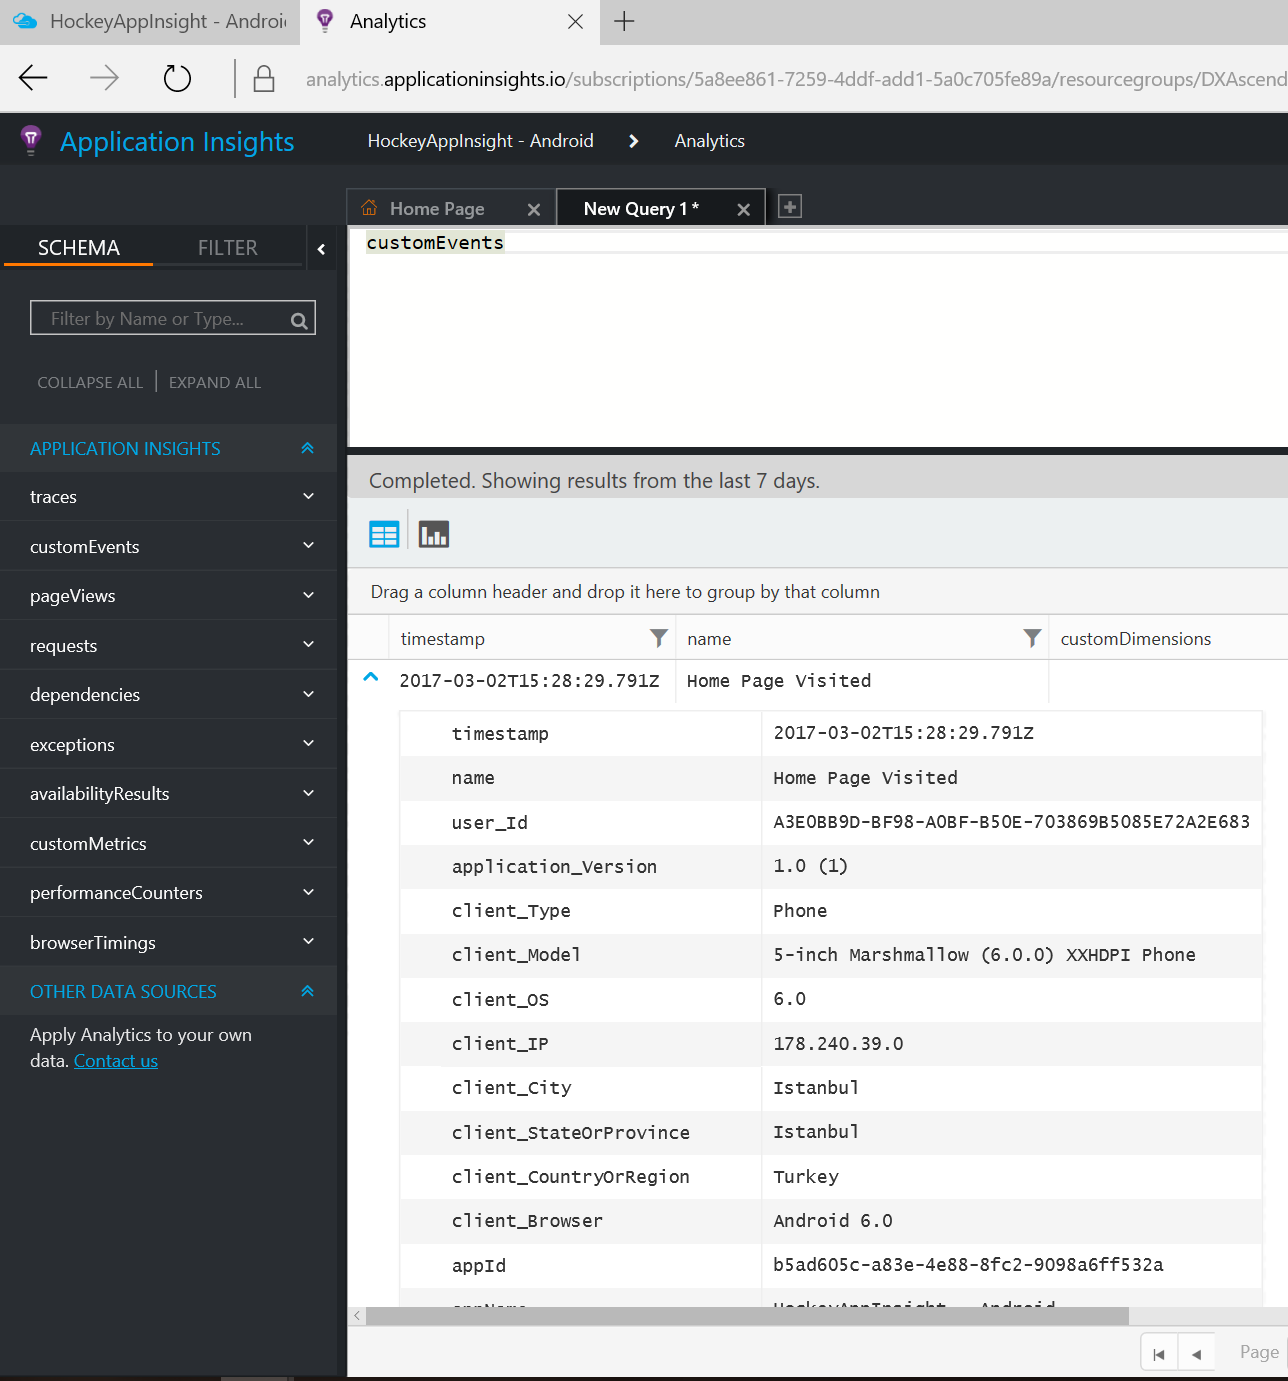 HockeyAppInsight - Androi
Analytics
analytics.applicationinsights.io/subscriptions/5a8ee861-7259-4ddf-add1-5a0c705fe89a/resourcegroups/DXAscend
Application Insights
HockeyAppInsight - Android
Analytics
Home Page
New Query 1 *
SCHEMA
FILTER
customEvents
Filter by Name or Type...
COLLAPSE ALL
EXPAND ALL
APPLICATION INSIGHTS
traces
customEvents
pageViews
requests
dependencies
exceptions
availabilityResults
customMetrics
performanceCounters
browserTimings
OTHER DATA SOURCES
Apply Analytics to your own
data. Contact us
Completed. Showing results from the last 7 days.
Drag a column header and drop it here to group by that column
timestamp name customDimensions
2017-03-02T15:28:29.791Z Home Page Visited
timestamp 2017-03-02T15:28:29.791Z
name Home Page Visited
user_Id A3E0BB9D-BF98-A0BF-B50E-703869B5085E72A2E683
application_Version 1.0 (1)
client_Type Phone
client_Model 5-inch Marshmallow (6.0.0) XXHDPI Phone
client_OS 6.0
client_IP 178.240.39.0
client_City Istanbul
client_StateOrProvince Istanbul
client_CountryOrRegion Turkey
client_Browser Android 6.0
appId b5ad605c-a83e-4e88-8fc2-9098a6ff532a
appName HockeyAppInsight - Android
Page